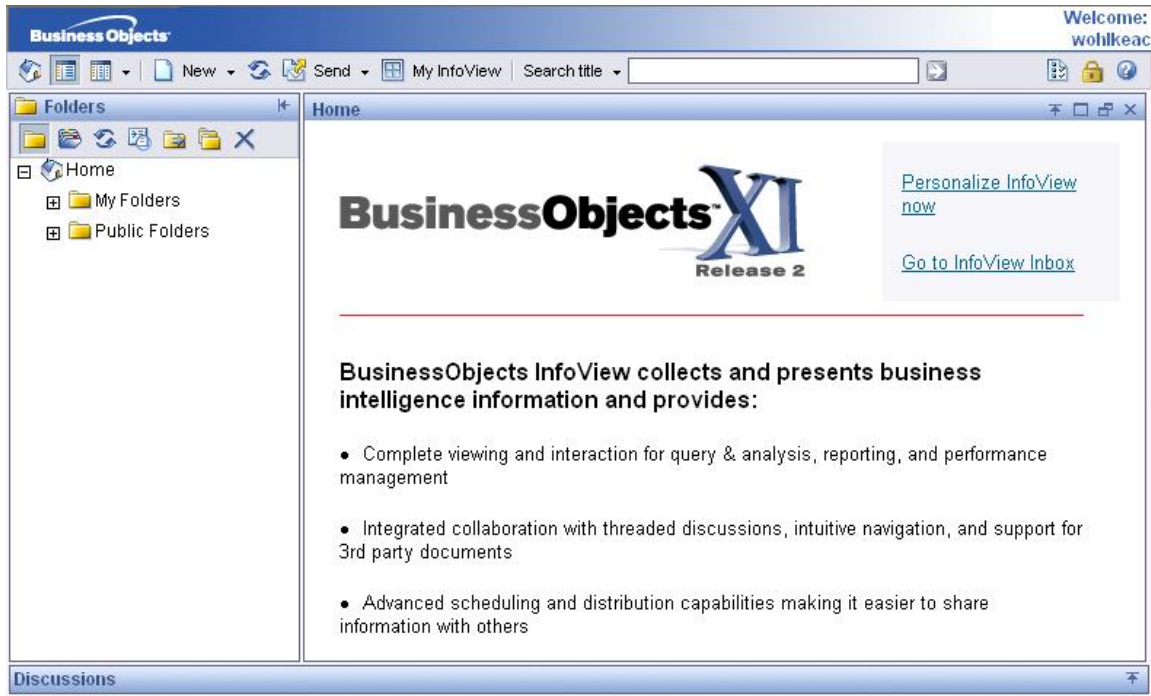 Business Objects
Welcome:
wohlkeac
New
Send
My InfoView
Search title
Folders
Home
My Folders
Public Folders
Home
BusinessObjects™ XI
Release 2
Personalize InfoView
now
Go to InfoView Inbox
BusinessObjects InfoView collects and presents business
intelligence information and provides:
• Complete viewing and interaction for query & analysis, reporting, and performance
management
• Integrated collaboration with threaded discussions, intuitive navigation, and support for
3rd party documents
• Advanced scheduling and distribution capabilities making it easier to share
information with others
Discussions